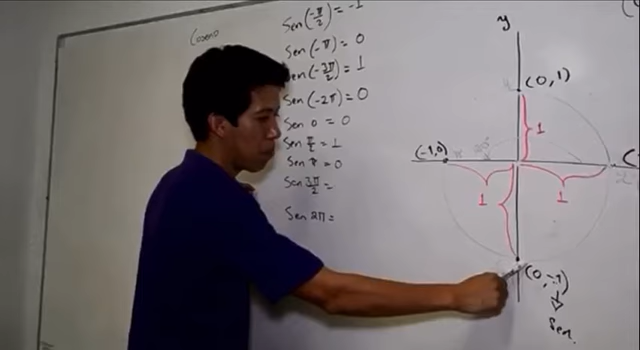 Coseno
Sen(-π/2) = -1
Sen(-π) = 0
Sen(-3π/2) = 1
Sen(-2π) = 0
Sen 0 = 0
Sen π/2 = 1
Sen π = 0
Sen 3π/2 =
Sen 2π =
y
(0,1)
1
(-1,0)
1
1
1
(0,-1)
Sen.